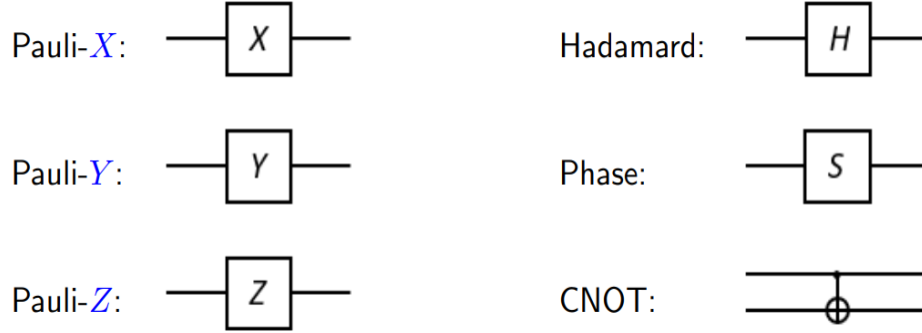 Pauli-X: X
Hadamard: H
Pauli-Y: Y
Phase: S
Pauli-Z: Z
CNOT: